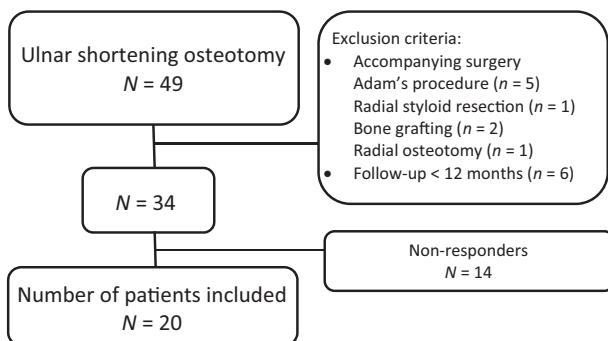 Ulnar shortening osteotomy
N = 49
Exclusion criteria:
• Accompanying surgery
Adam’s procedure (n = 5)
Radial styloid resection (n = 1)
Bone grafting (n = 2)
Radial osteotomy (n = 1)
• Follow-up < 12 months (n = 6)
N = 34
Non-responders
N = 14
Number of patients included
N = 20